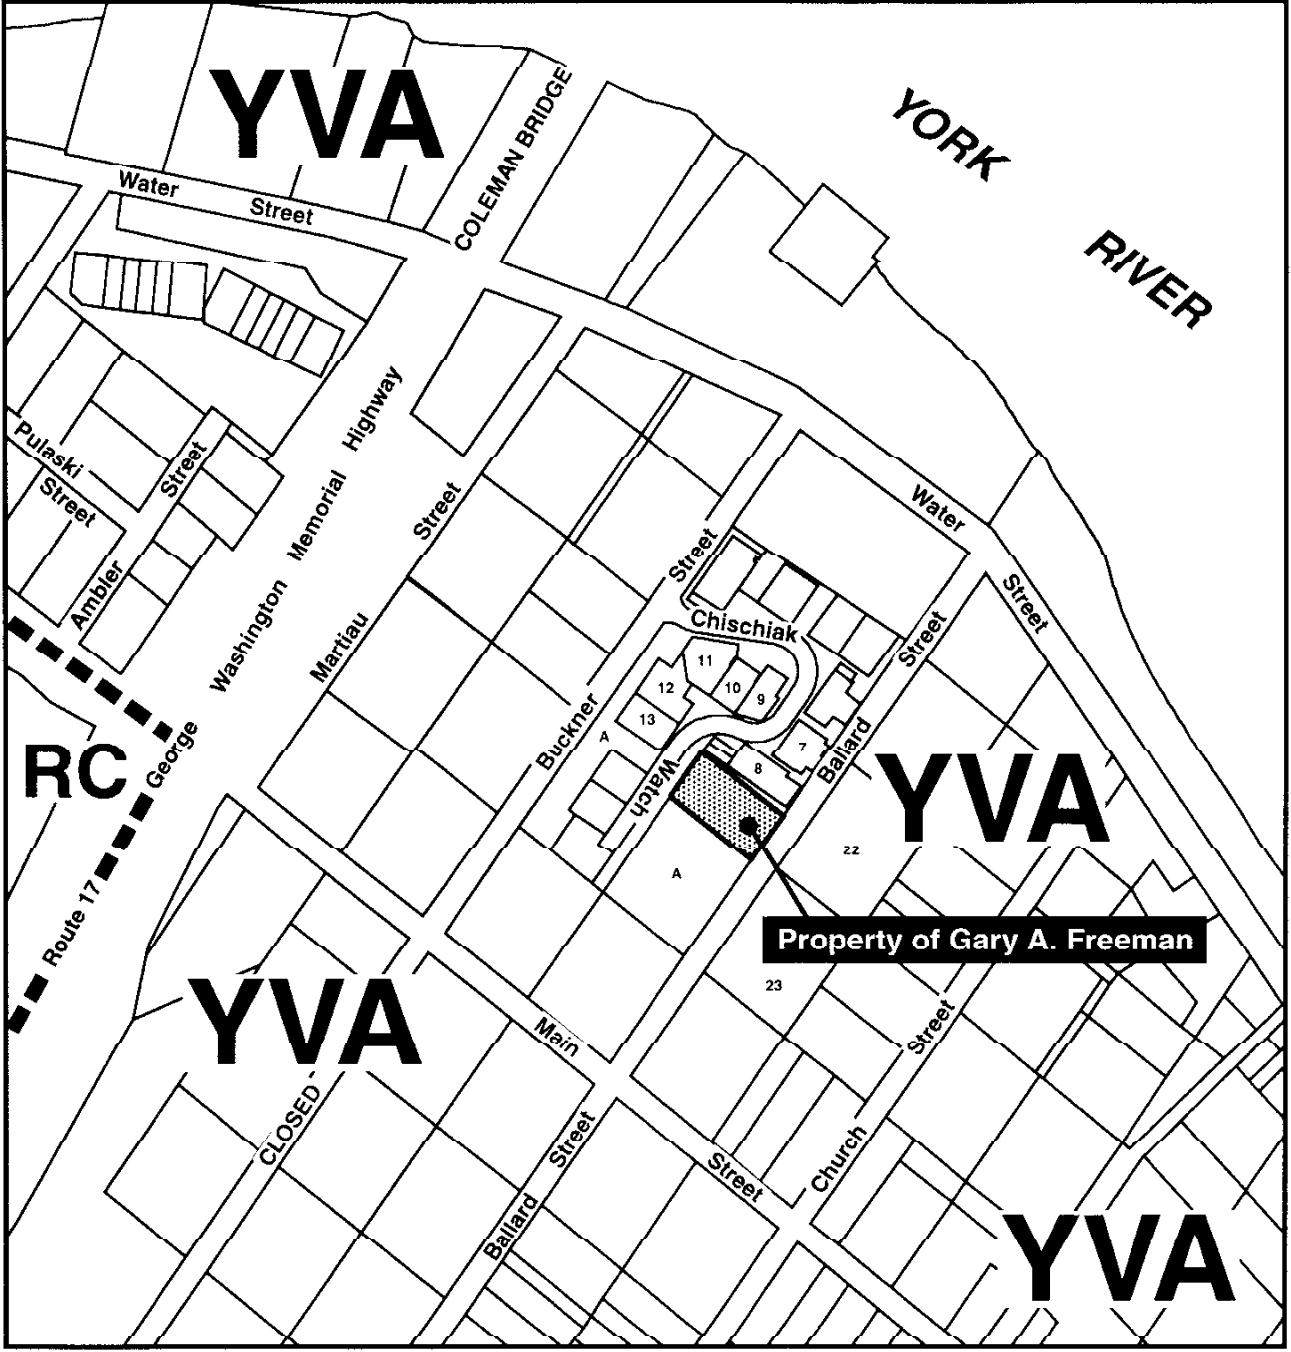 YVA
COLEMAN BRIDGE
YORK
RIVER
Water
Street
Washington Memorial Highway
Pulaski
Street
Street
Ambler
Street
Martiau
Street
Buckner
Water
Street
Chischiak
Watch
Street
Ballard
11
12
10
9
13
A
7
8
A
22
23
RC
George
Route 17
YVA
Property of Gary A. Freeman
YVA
CLOSED
Main
Street
Street
Ballard
Street
Church
YVA